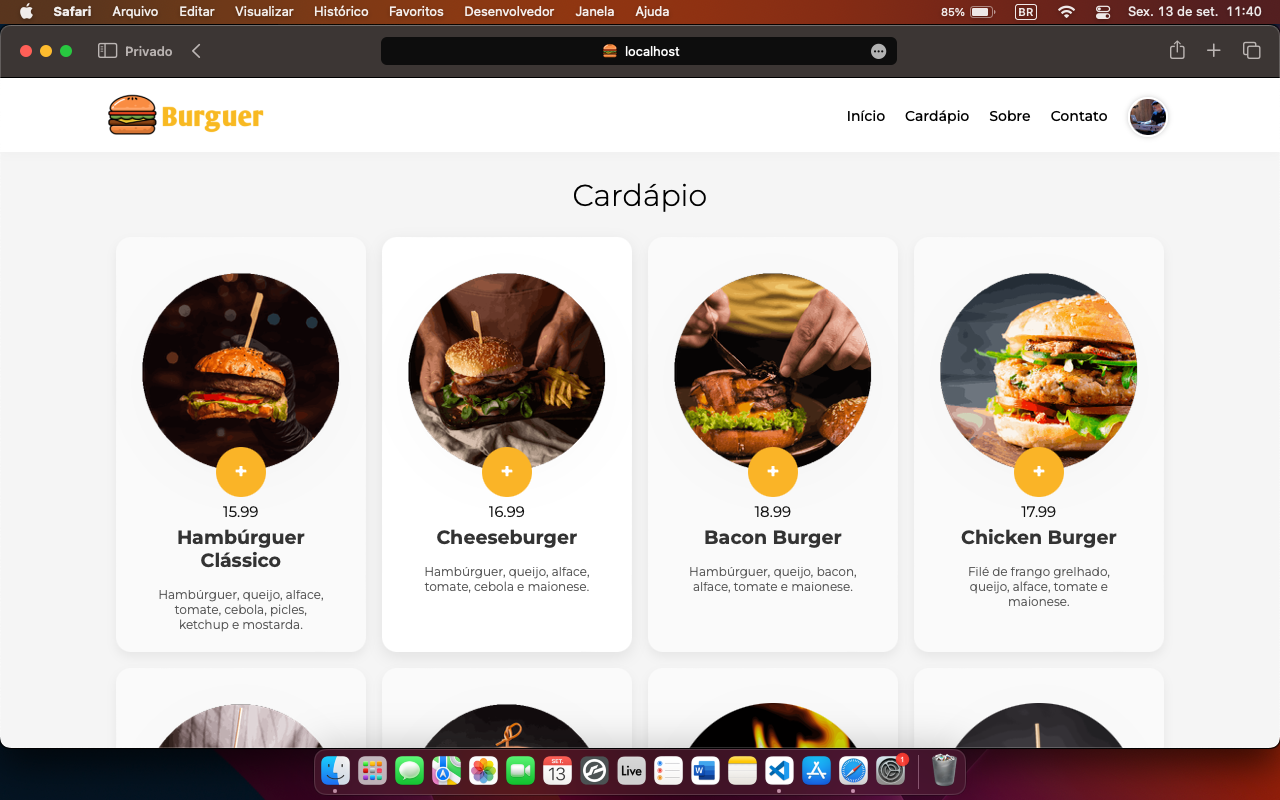 Safari Arquivo Editar Visualizar Histórico Favoritos Desenvolvedor Janela Ajuda 85% BR Sex. 13 de set. 11:40
Privado localhost
Burguer Início Cardápio Sobre Contato
Cardápio
+ + + +
15.99
Hambúrguer
Clássico
Hambúrguer, queijo, alface,
tomate, cebola, picles,
ketchup e mostarda.
16.99
Cheeseburger
Hambúrguer, queijo, alface,
tomate, cebola e maionese.
18.99
Bacon Burger
Hambúrguer, queijo, bacon,
alface, tomate e maionese.
17.99
Chicken Burger
Filé de frango grelhado,
queijo, alface, tomate e
maionese.
SET.
13
Live
W
1